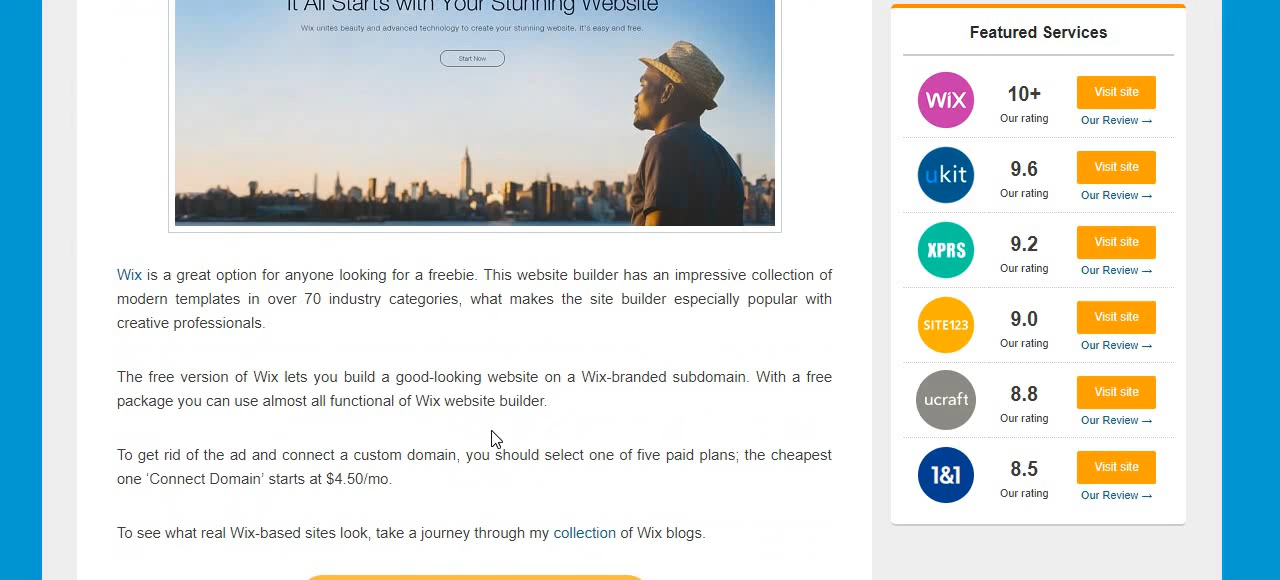 It All Starts with Your Stunning Website
Wix unites beauty and advanced technology to create your stunning website. It's easy and free.
Start Now
Wix is a great option for anyone looking for a freebie. This website builder has an impressive collection of
modern templates in over 70 industry categories, what makes the site builder especially popular with
creative professionals.
The free version of Wix lets you build a good-looking website on a Wix-branded subdomain. With a free
package you can use almost all functional of Wix website builder.
To get rid of the ad and connect a custom domain, you should select one of five paid plans; the cheapest
one ‘Connect Domain’ starts at $4.50/mo.
To see what real Wix-based sites look, take a journey through my collection of Wix blogs.
Featured Services
WiX 10+ Visit site
Our rating Our Review →
ukit 9.6 Visit site
Our rating Our Review →
XPRS 9.2 Visit site
Our rating Our Review →
SITE123 9.0 Visit site
Our rating Our Review →
ucraft 8.8 Visit site
Our rating Our Review →
1&1 8.5 Visit site
Our rating Our Review →